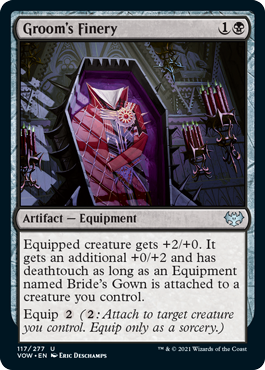 Groom's Finery 1
Artifact — Equipment
Equipped creature gets +2/+0. It
gets an additional +0/+2 and has
deathtouch as long as an Equipment
named Bride's Gown is attached to a
creature you control.
Equip 2 (2: Attach to target creature
you control. Equip only as a sorcery.)
117/277 U
VOW • EN Eric Deschamps ™ & © 2021 Wizards of the Coast